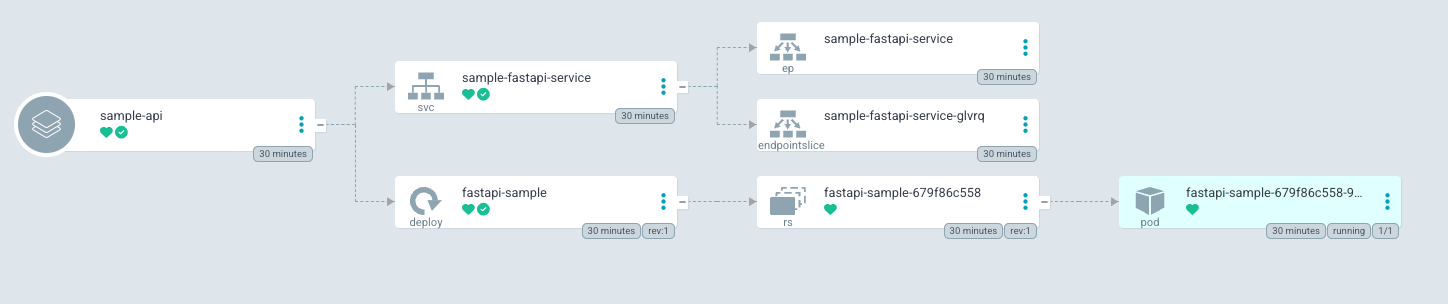 sample-api
30 minutes
sample-fastapi-service
svc
30 minutes
fastapi-sample
deploy
30 minutes
rev:1
sample-fastapi-service
ep
30 minutes
sample-fastapi-service-glvrq
endpointslice
30 minutes
fastapi-sample-679f86c558
rs
30 minutes
rev:1
fastapi-sample-679f86c558-9…
pod
30 minutes
running
1/1